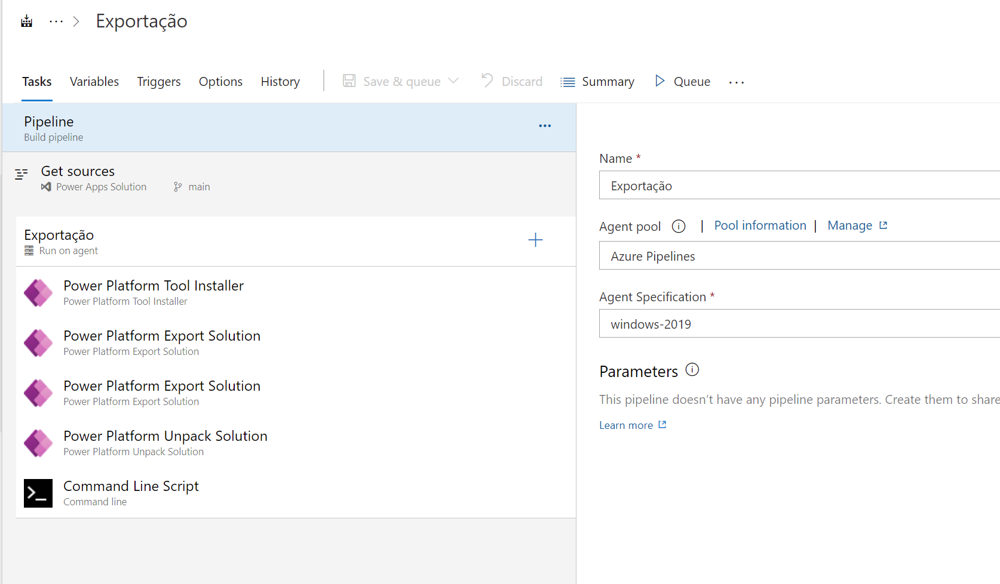 Exportação
Tasks Variables Triggers Options History Save & queue Discard Summary Queue
Pipeline
Build pipeline
Get sources
Power Apps Solution main
Exportação
Run on agent
Power Platform Tool Installer
Power Platform Tool Installer
Power Platform Export Solution
Power Platform Export Solution
Power Platform Export Solution
Power Platform Export Solution
Power Platform Unpack Solution
Power Platform Unpack Solution
Command Line Script
Command line
Name *
Exportação
Agent pool | Pool information | Manage
Azure Pipelines
Agent Specification *
windows-2019
Parameters
This pipeline doesn't have any pipeline parameters. Create them to share
Learn more